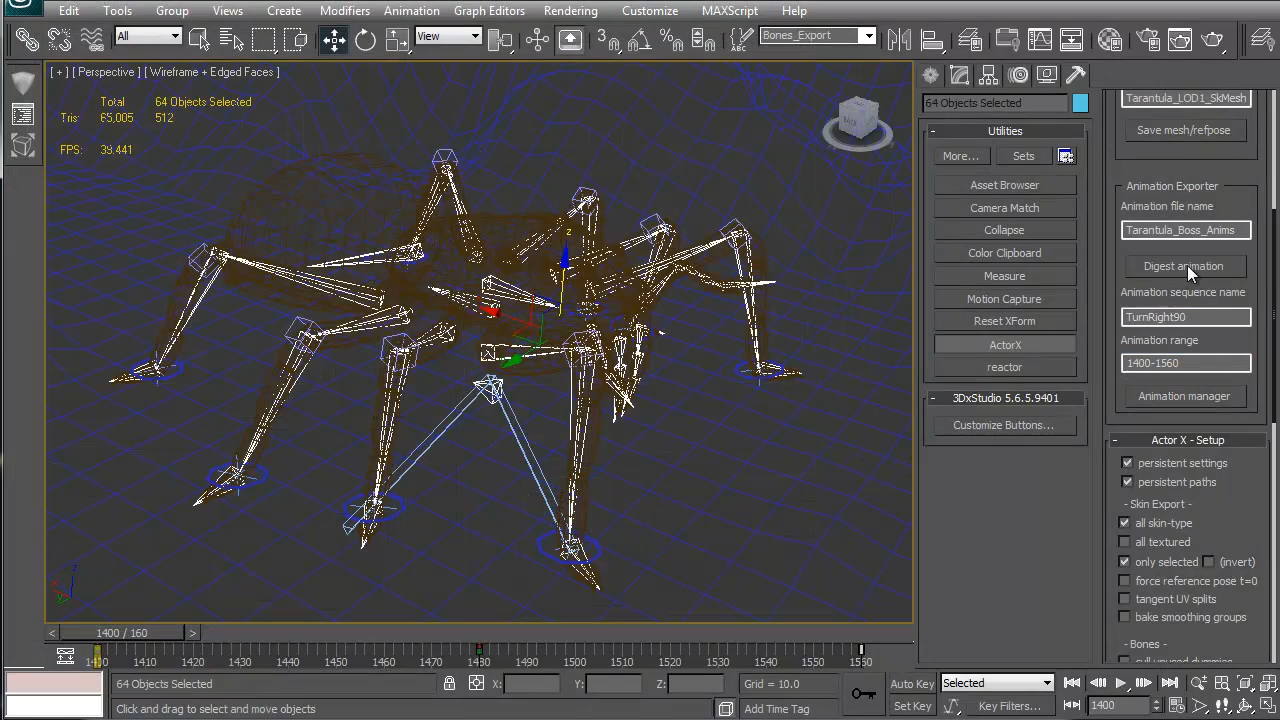 Edit Tools Group Views Create Modifiers Animation Graph Editors Rendering Customize MAXScript Help
All View Bones_Export
[ + ] [ Perspective ] [ Wireframe + Edged Faces ]
Total 64 Objects Selected
Tris: 65,005 512
FPS: 39.441
BACK
z
z
x
64 Objects Selected
- Utilities
More... Sets
Asset Browser
Camera Match
Collapse
Color Clipboard
Measure
Motion Capture
Reset XForm
ActorX
reactor
- 3DxStudio 5.6.5.9401
Customize Buttons...
Tarantula_LOD1_SkMesh
Save mesh/refpose
Animation Exporter
Animation file name
Tarantula_Boss_Anims
Digest animation
Animation sequence name
TurnRight90
Animation range
1400-1560
Animation manager
- Actor X - Setup
persistent settings
persistent paths
- Skin Export -
all skin-type
all textured
only selected (invert)
force reference pose t=0
tangent UV splits
bake smoothing groups
- Bones -
cull unused dummies
< 1400 / 160 >
1400 1410 1420 1430 1440 1450 1460 1470 1480 1490 1500 1510 1520 1530 1540 1550 1560
64 Objects Selected X: Y: Z: Grid = 10.0 Auto Key Selected
Click and drag to select and move objects Add Time Tag Set Key Key Filters... 1400